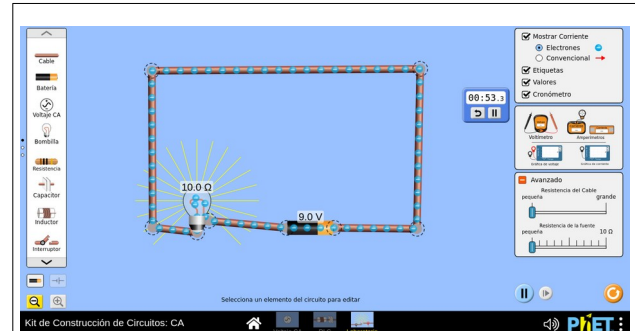 Cable
Batería
Voltaje CA
Bombilla
Resistencia
Capacitor
Inductor
Interruptor
10.0 Ω
9.0 V
00:53.3
Mostrar Corriente
Electrones
Convencional
Etiquetas
Valores
Cronómetro
Voltímetro
Amperímetros
Avanzado
Resistencia del Cable
pequeña
grande
Resistencia de la fuente
pequeña
10 Ω
Selecciona un elemento del circuito para editar
Kit de Construcción de Circuitos: CA
PhET